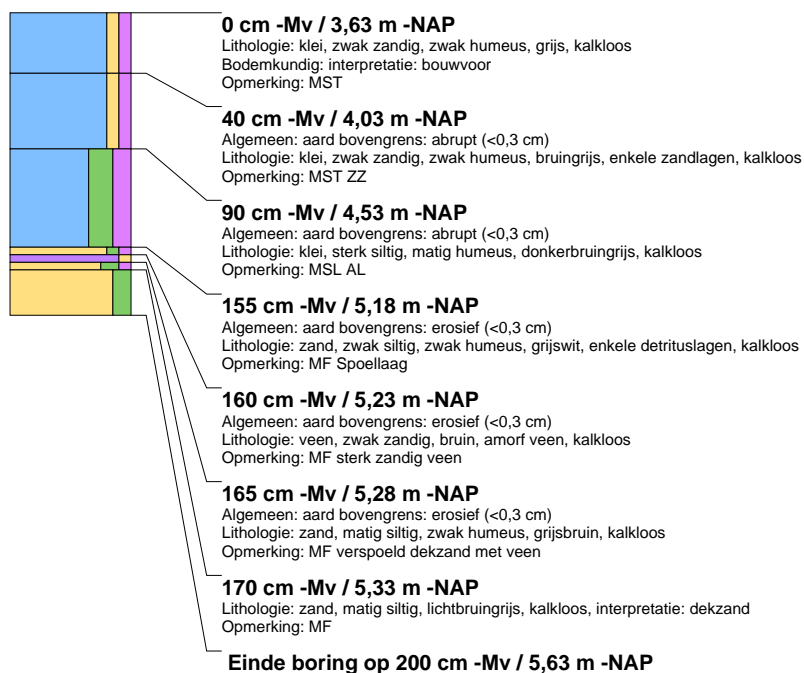 0 cm -Mv / 3,63 m -NAP
Lithologie: klei, zwak zandig, zwak humeus, grijs, kalkloos
Bodemkundig: interpretatie: bouwvoor
Opmerking: MST
40 cm -Mv / 4,03 m -NAP
Algemeen: aard bovengrens: abrupt (<0,3 cm)
Lithologie: klei, zwak zandig, zwak humeus, bruingrijs, enkele zandlagen, kalkloos
Opmerking: MST ZZ
90 cm -Mv / 4,53 m -NAP
Algemeen: aard bovengrens: abrupt (<0,3 cm)
Lithologie: klei, sterk siltig, matig humeus, donkerbruingrijs, kalkloos
Opmerking: MSL AL
155 cm -Mv / 5,18 m -NAP
Algemeen: aard bovengrens: erosief (<0,3 cm)
Lithologie: zand, zwak siltig, zwak humeus, grijswit, enkele detrituslagen, kalkloos
Opmerking: MF Spoellaag
160 cm -Mv / 5,23 m -NAP
Algemeen: aard bovengrens: erosief (<0,3 cm)
Lithologie: veen, zwak zandig, bruin, amorf veen, kalkloos
Opmerking: MF sterk zandig veen
165 cm -Mv / 5,28 m -NAP
Algemeen: aard bovengrens: erosief (<0,3 cm)
Lithologie: zand, matig siltig, zwak humeus, grijsbruin, kalkloos
Opmerking: MF verspoeld dekzand met veen
170 cm -Mv / 5,33 m -NAP
Lithologie: zand, matig siltig, lichtbruingrijs, kalkloos, interpretatie: dekzand
Opmerking: MF
Einde boring op 200 cm -Mv / 5,63 m -NAP